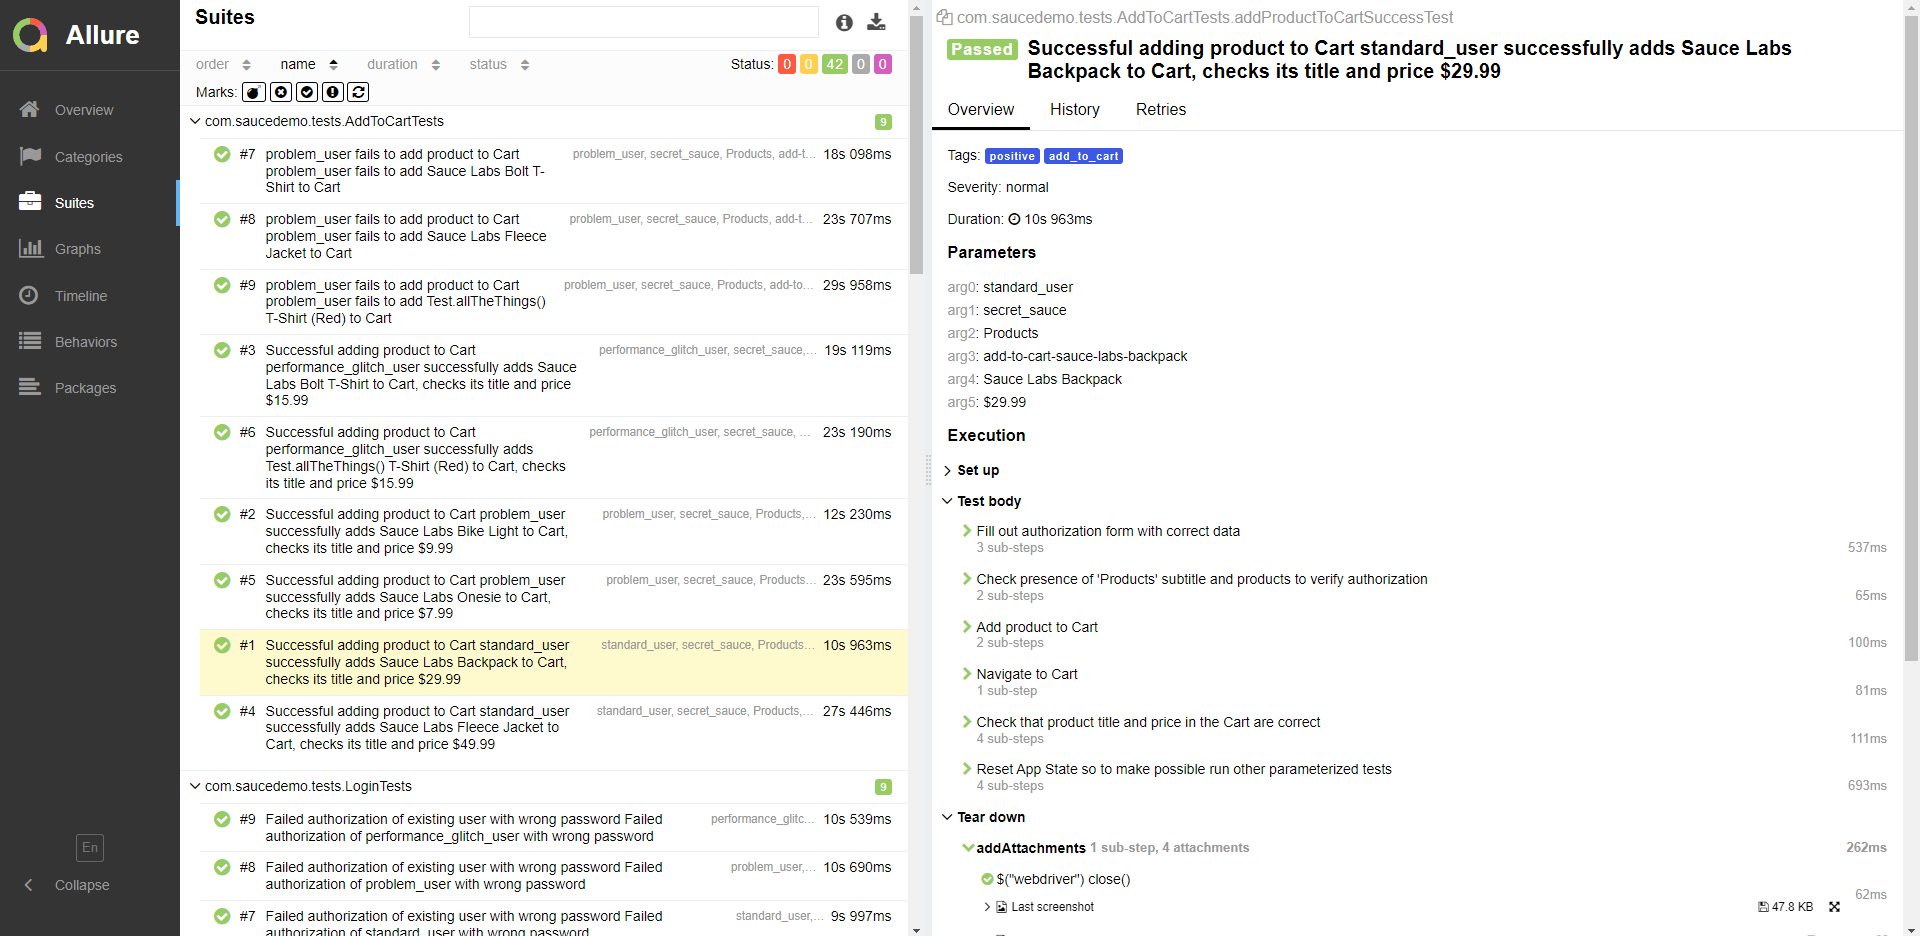 Allure
Overview
Categories
Suites
Graphs
Timeline
Behaviors
Packages
En
Collapse
Suites
order name duration status Status: 0 0 42 0 0
Marks:
com.saucedemo.tests.AddToCartTests 9
#7 problem_user fails to add product to Cart problem_user, secret_sauce, Products, add-t... 18s 098ms
problem_user fails to add Sauce Labs Bolt T-
Shirt to Cart
#8 problem_user fails to add product to Cart problem_user, secret_sauce, Products, add-t... 23s 707ms
problem_user fails to add Sauce Labs Fleece
Jacket to Cart
#9 problem_user fails to add product to Cart problem_user, secret_sauce, Products, add-to... 29s 958ms
problem_user fails to add Test.allTheThings()
T-Shirt (Red) to Cart
#3 Successful adding product to Cart performance_glitch_user, secret_sauce,... 19s 119ms
performance_glitch_user successfully adds Sauce
Labs Bolt T-Shirt to Cart, checks its title and price
$15.99
#6 Successful adding product to Cart performance_glitch_user, secret_sauce, ... 23s 190ms
performance_glitch_user successfully adds
Test.allTheThings() T-Shirt (Red) to Cart, checks
its title and price $15.99
#2 Successful adding product to Cart problem_user problem_user, secret_sauce, Products,... 12s 230ms
successfully adds Sauce Labs Bike Light to Cart,
checks its title and price $9.99
#5 Successful adding product to Cart problem_user problem_user, secret_sauce, Products... 23s 595ms
successfully adds Sauce Labs Onesie to Cart,
checks its title and price $7.99
#1 Successful adding product to Cart standard_user standard_user, secret_sauce, Products... 10s 963ms
successfully adds Sauce Labs Backpack to Cart,
checks its title and price $29.99
#4 Successful adding product to Cart standard_user standard_user, secret_sauce, Products,... 27s 446ms
successfully adds Sauce Labs Fleece Jacket to
Cart, checks its title and price $49.99
com.saucedemo.tests.LoginTests 9
#9 Failed authorization of existing user with wrong password Failed performance_glitc... 10s 539ms
authorization of performance_glitch_user with wrong password
#8 Failed authorization of existing user with wrong password Failed problem_user,... 10s 690ms
authorization of problem_user with wrong password
#7 Failed authorization of existing user with wrong password Failed standard_user,... 9s 997ms
authorization of standard_user with wrong password
com.saucedemo.tests.AddToCartTests.addProductToCartSuccessTest
Passed Successful adding product to Cart standard_user successfully adds Sauce Labs
Backpack to Cart, checks its title and price $29.99
Overview History Retries
Tags: positive add_to_cart
Severity: normal
Duration: 10s 963ms
Parameters
arg0: standard_user
arg1: secret_sauce
arg2: Products
arg3: add-to-cart-sauce-labs-backpack
arg4: Sauce Labs Backpack
arg5: $29.99
Execution
Set up
Test body
Fill out authorization form with correct data
3 sub-steps 537ms
Check presence of 'Products' subtitle and products to verify authorization
2 sub-steps 65ms
Add product to Cart
2 sub-steps 100ms
Navigate to Cart
1 sub-step 81ms
Check that product title and price in the Cart are correct
4 sub-steps 111ms
Reset App State so to make possible run other parameterized tests
4 sub-steps 693ms
Tear down
addAttachments 1 sub-step, 4 attachments 262ms
$("webdriver") close()
62ms
Last screenshot 47.8 KB